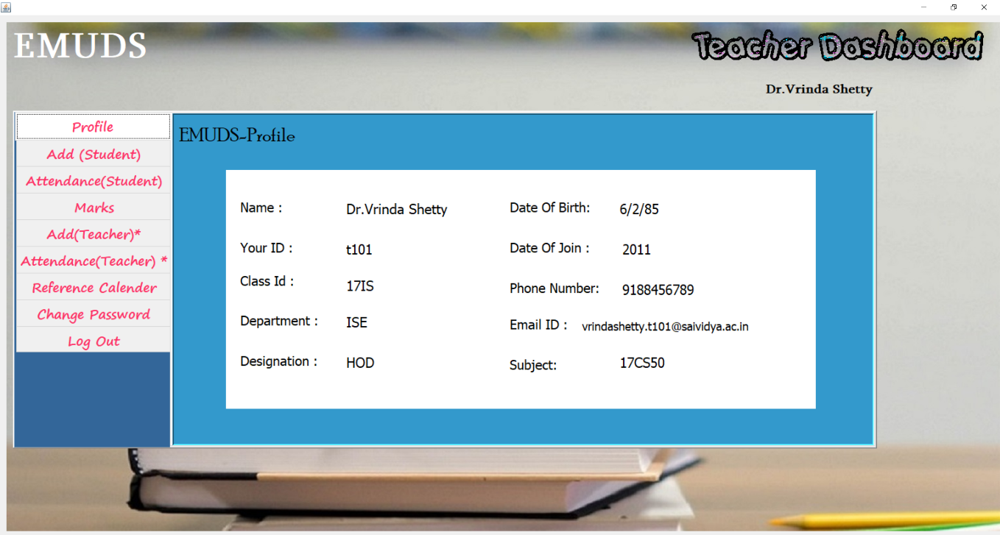 EMUDS
Teacher Dashboard
Dr.Vrinda Shetty
Profile
Add (Student)
Attendance(Student)
Marks
Add(Teacher)*
Attendance(Teacher) *
Reference Calender
Change Password
Log Out
EMUDS-Profile
Name : Dr.Vrinda Shetty Date Of Birth: 6/2/85
Your ID : t101 Date Of Join : 2011
Class Id : 17IS Phone Number: 9188456789
Department : ISE Email ID : vrindashetty.t101@saividya.ac.in
Designation : HOD Subject: 17CS50